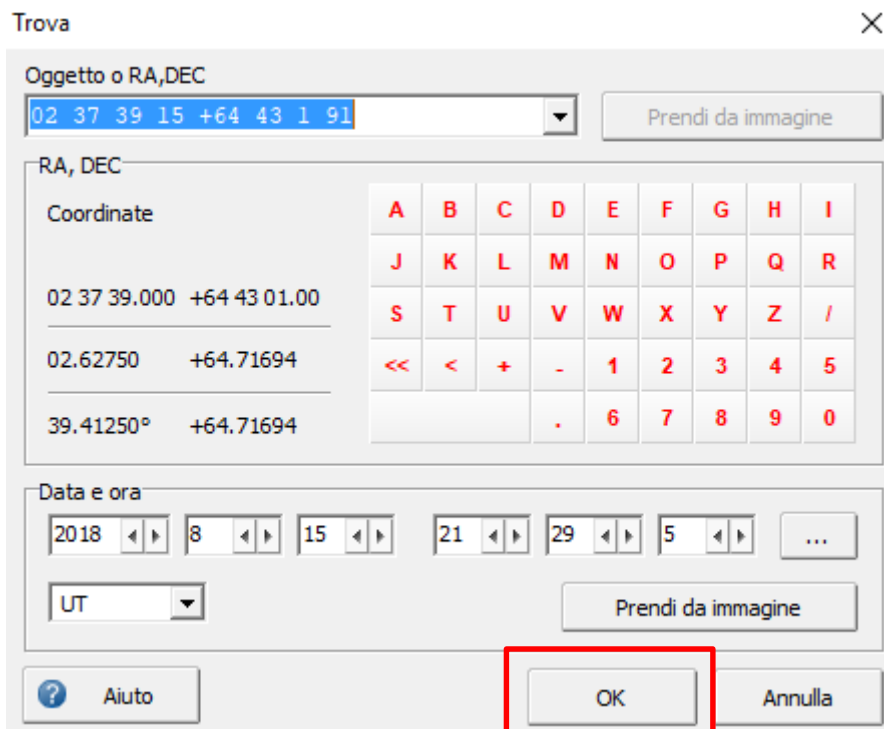 Trova
Oggetto o RA,DEC
02 37 39 15 +64 43 1 91
Prendi da immagine
RA, DEC
Coordinate
A B C D E F G H I
J K L M N O P Q R
02 37 39.000 +64 43 01.00
S T U V W X Y Z /
02.62750 +64.71694
<< < + - 1 2 3 4 5
39.41250° +64.71694
. 6 7 8 9 0
Data e ora
2018 8 15 21 29 5 ...
UT
Prendi da immagine
? Aiuto
OK
Annulla